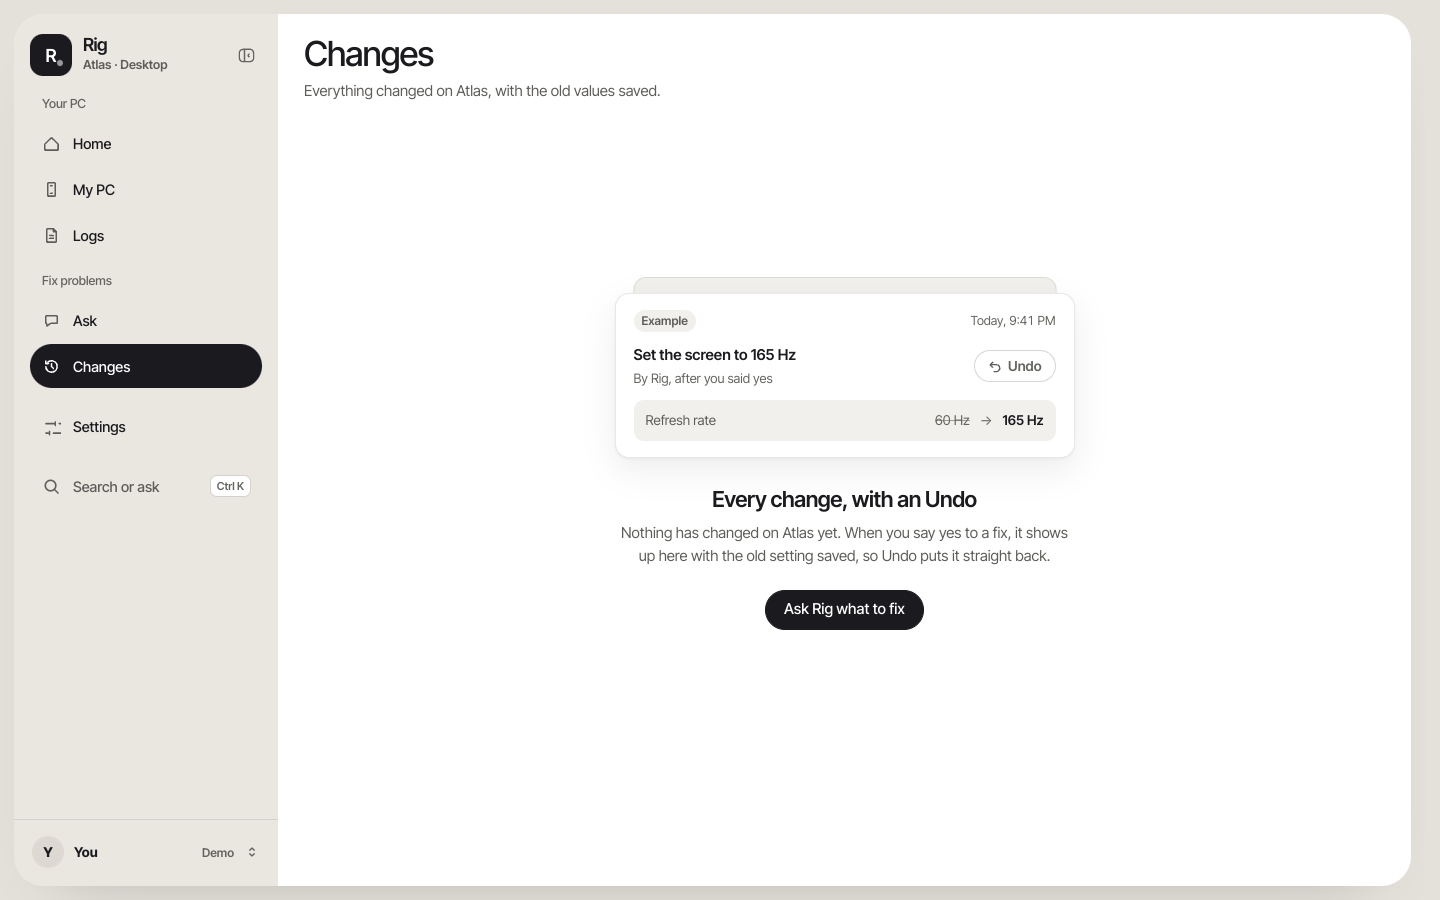 R.
Rig
Atlas · Desktop
Your PC
Home
My PC
Logs
Fix problems
Ask
Changes
Settings
Search or ask
Ctrl K
Y
You
Demo
Changes
Everything changed on Atlas, with the old values saved.
Example
Today, 9:41 PM
Set the screen to 165 Hz
By Rig, after you said yes
Undo
Refresh rate
60 Hz → 165 Hz
Every change, with an Undo
Nothing has changed on Atlas yet. When you say yes to a fix, it shows
up here with the old setting saved, so Undo puts it straight back.
Ask Rig what to fix